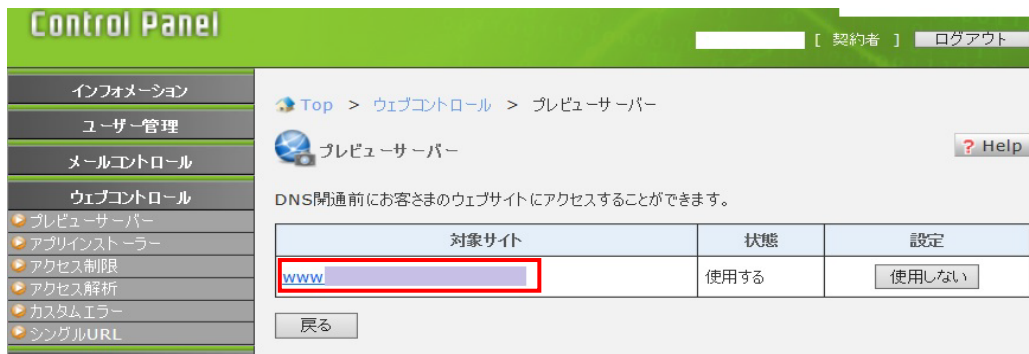 Control Panel
[ 契約者 ] ログアウト
インフォメーション
ユーザー管理
メールコントロール
ウェブコントロール
プレビューサーバー
アプリインストーラー
アクセス制限
アクセス解析
カスタムエラー
シングルURL
Top > ウェブコントロール > プレビューサーバー
プレビューサーバー
? Help
DNS開通前にお客さまのウェブサイトにアクセスすることができます。
対象サイト 状態 設定
www 使用する 使用しない
戻る